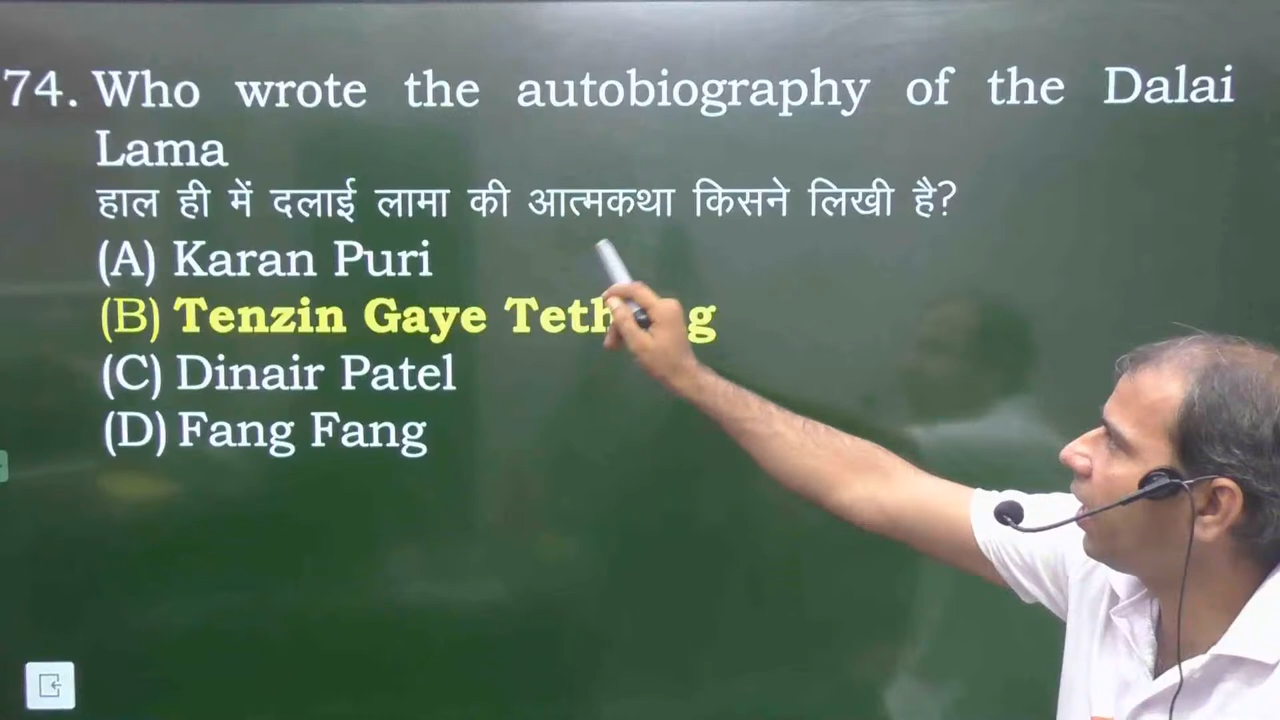 74. Who wrote the autobiography of the Dalai
Lama
हाल ही में दलाई लामा की आत्मकथा किसने लिखी है?
(A) Karan Puri
(B) Tenzin Gaye
(C) Dinair Patel
(D) Fang Fang